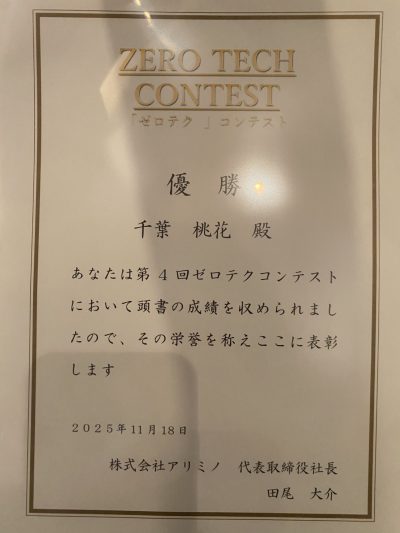 ZERO TECH
CONTEST
「ゼロテク 」コンテスト
優 勝
千葉 桃花 殿
あなたは第 4 回ゼロテクコンテスト
において頭書の成績を収められまし
たので、その栄誉を称えここに表彰
します
2025年11月18日
株式会社アリミノ 代表取締役社長
田尾 大介